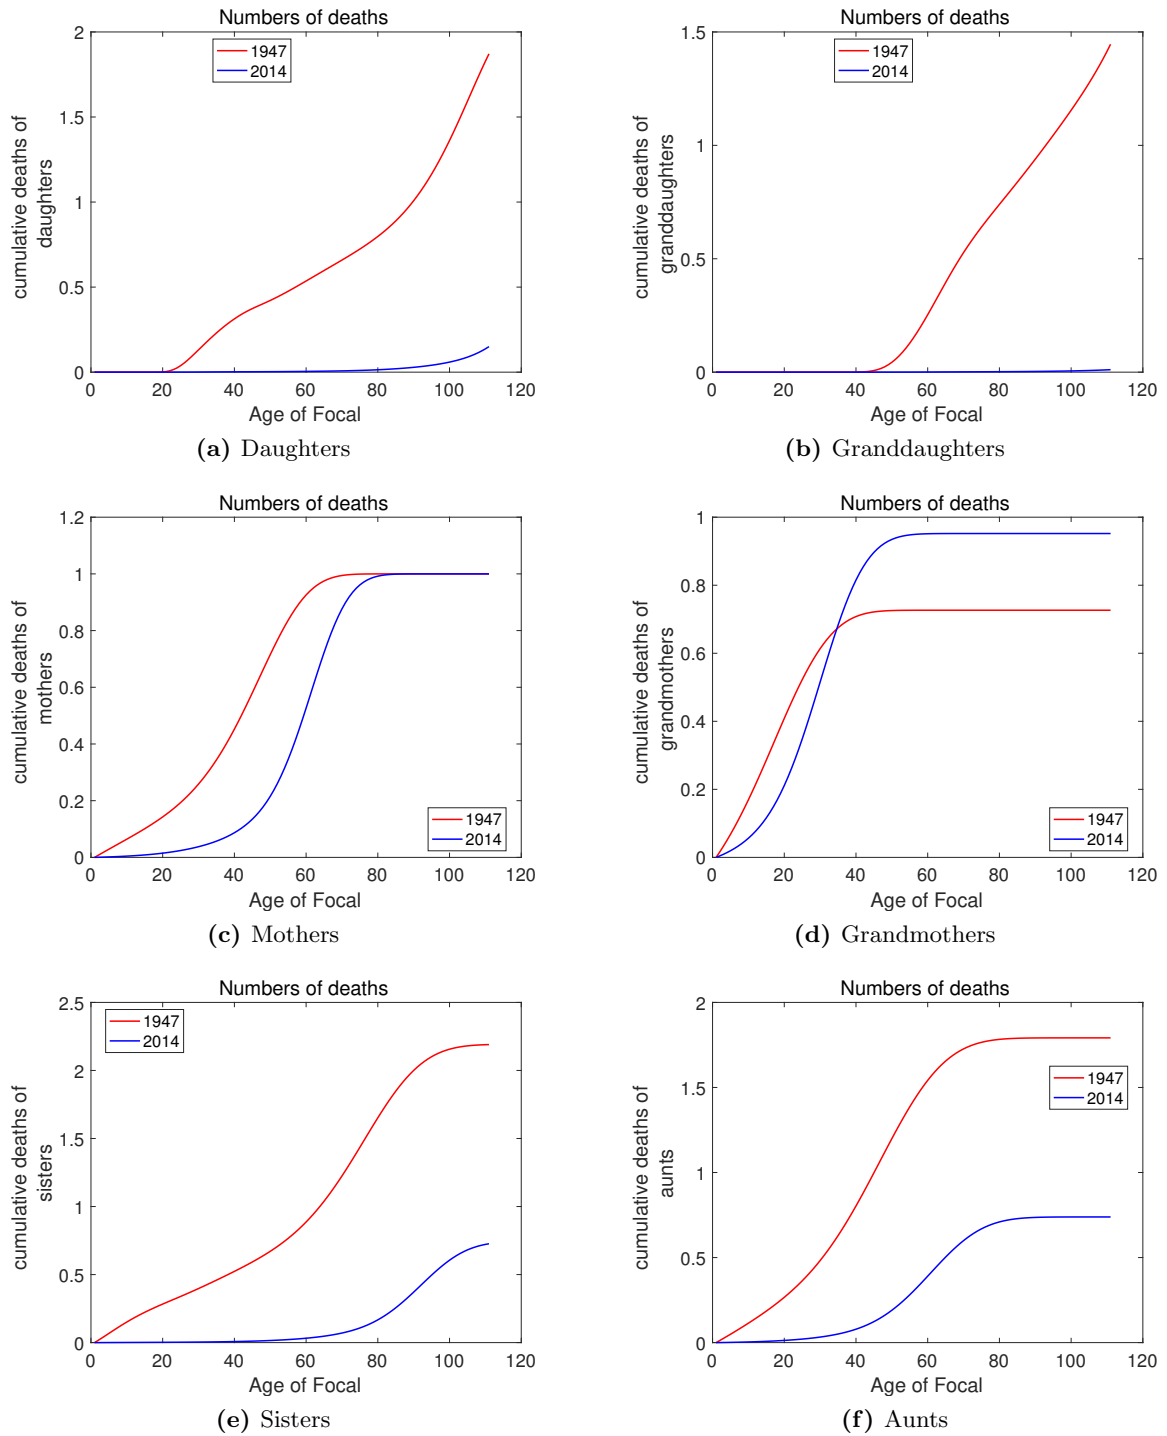 Numbers of deaths
2
1.5
1
0.5
0
cumulative deaths of
daughters
1947
2014
0 20 40 60 80 100 120
Age of Focal
(a) Daughters
Numbers of deaths
1.5
1
0.5
0
cumulative deaths of
granddaughters
1947
2014
0 20 40 60 80 100 120
Age of Focal
(b) Granddaughters
Numbers of deaths
1.2
1
0.8
0.6
0.4
0.2
0
cumulative deaths of
mothers
1947
2014
0 20 40 60 80 100 120
Age of Focal
(c) Mothers
Numbers of deaths
1
0.8
0.6
0.4
0.2
0
cumulative deaths of
grandmothers
1947
2014
0 20 40 60 80 100 120
Age of Focal
(d) Grandmothers
Numbers of deaths
2.5
2
1.5
1
0.5
0
cumulative deaths of
sisters
1947
2014
0 20 40 60 80 100 120
Age of Focal
(e) Sisters
Numbers of deaths
2
1.5
1
0.5
0
cumulative deaths of
aunts
1947
2014
0 20 40 60 80 100 120
Age of Focal
(f) Aunts